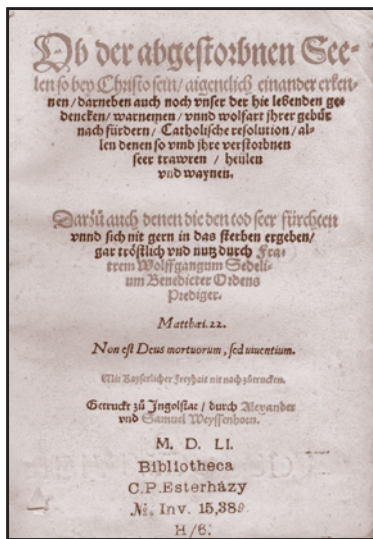 Ob der abgestorbnen See-
len so bey Christo sein / aigentlich einander erken-
nen / darneben auch noch vnser der hie lebenden ge-
dencken / warnemen / vnnd wolfart jhrer gebür
nach fürdern / Catholische resolution / al-
len denen so vmb jhre verstorbnen
seer trawren / heülen
vnd waynen.
Darzů auch denen die den tod seer fürchten
vnnd sich nit gern in das sterben ergeben /
gar tröstlich vnd nutz durch Fra-
trem Wolffgangum Sedeli-
um Benedicter Ordens
Prediger.
Matthæi. 22.
Non est Deus mortuorum, sed uiuentium.
Mit Kayserlicher Freyhait nit nach zůtrucken.
Getruckt zů Ingolstat / durch Alexander
vnd Samuel Weyssenhorn.
M. D. LI.
Bibliotheca
C.P.Esterházy
№. Inv. 15,389.
H/6.